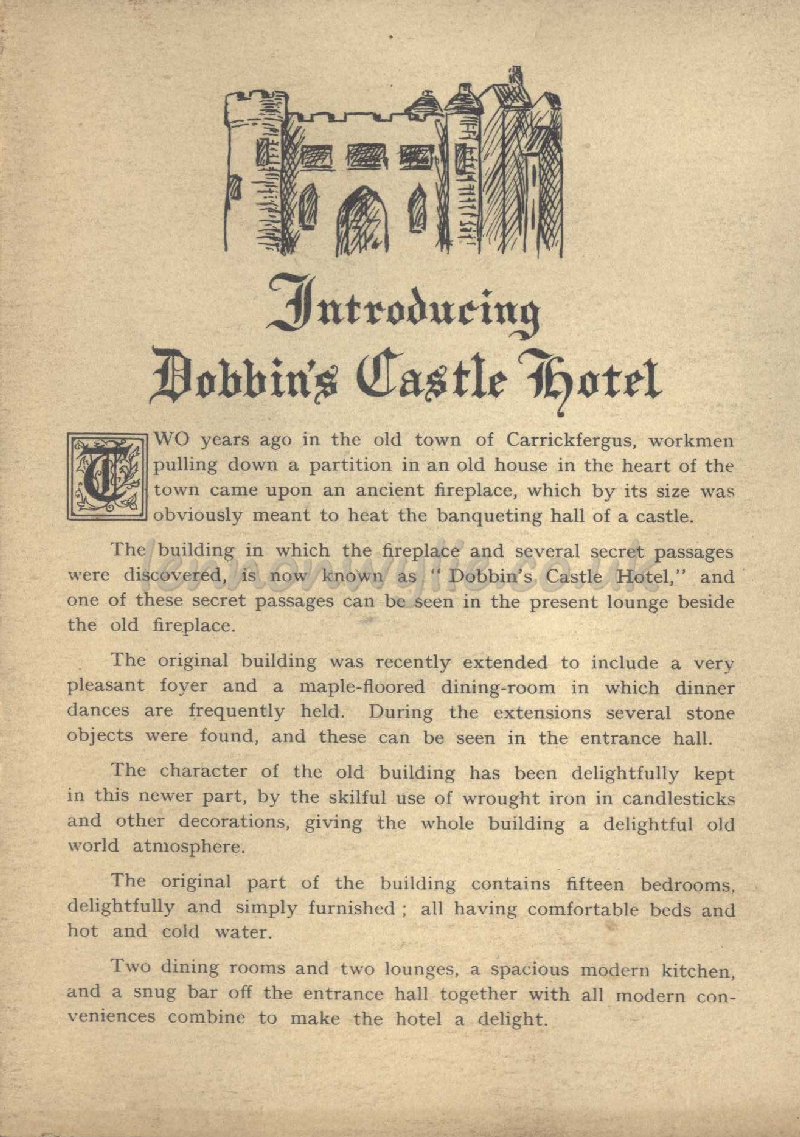 Introducing
Dobbin's Castle Hotel
TWO years ago in the old town of Carrickfergus, workmen
pulling down a partition in an old house in the heart of the
town came upon an ancient fireplace, which by its size was
obviously meant to heat the banqueting hall of a castle.
The building in which the fireplace and several secret passages
were discovered, is now known as " Dobbin's Castle Hotel," and
one of these secret passages can be seen in the present lounge beside
the old fireplace.
The original building was recently extended to include a very
pleasant foyer and a maple-floored dining-room in which dinner
dances are frequently held. During the extensions several stone
objects were found, and these can be seen in the entrance hall.
The character of the old building has been delightfully kept
in this newer part, by the skilful use of wrought iron in candlesticks
and other decorations, giving the whole building a delightful old
world atmosphere.
The original part of the building contains fifteen bedrooms,
delightfully and simply furnished ; all having comfortable beds and
hot and cold water.
Two dining rooms and two lounges, a spacious modern kitchen,
and a snug bar off the entrance hall together with all modern con-
veniences combine to make the hotel a delight.